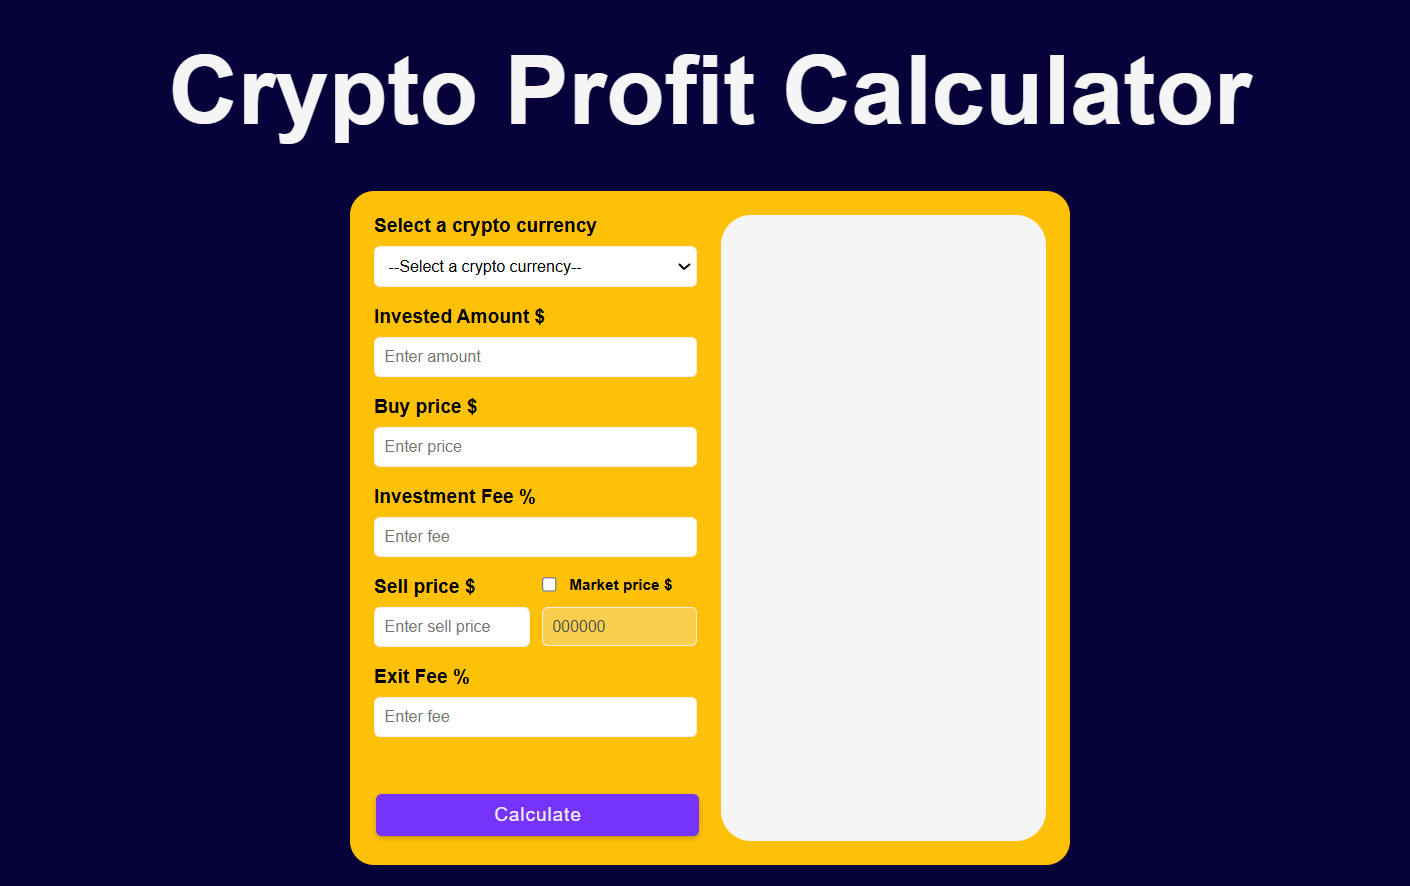 Crypto Profit Calculator
Select a crypto currency
--Select a crypto currency--
Invested Amount $
Enter amount
Buy price $
Enter price
Investment Fee %
Enter fee
Sell price $
Market price $
Enter sell price
000000
Exit Fee %
Enter fee
Calculate